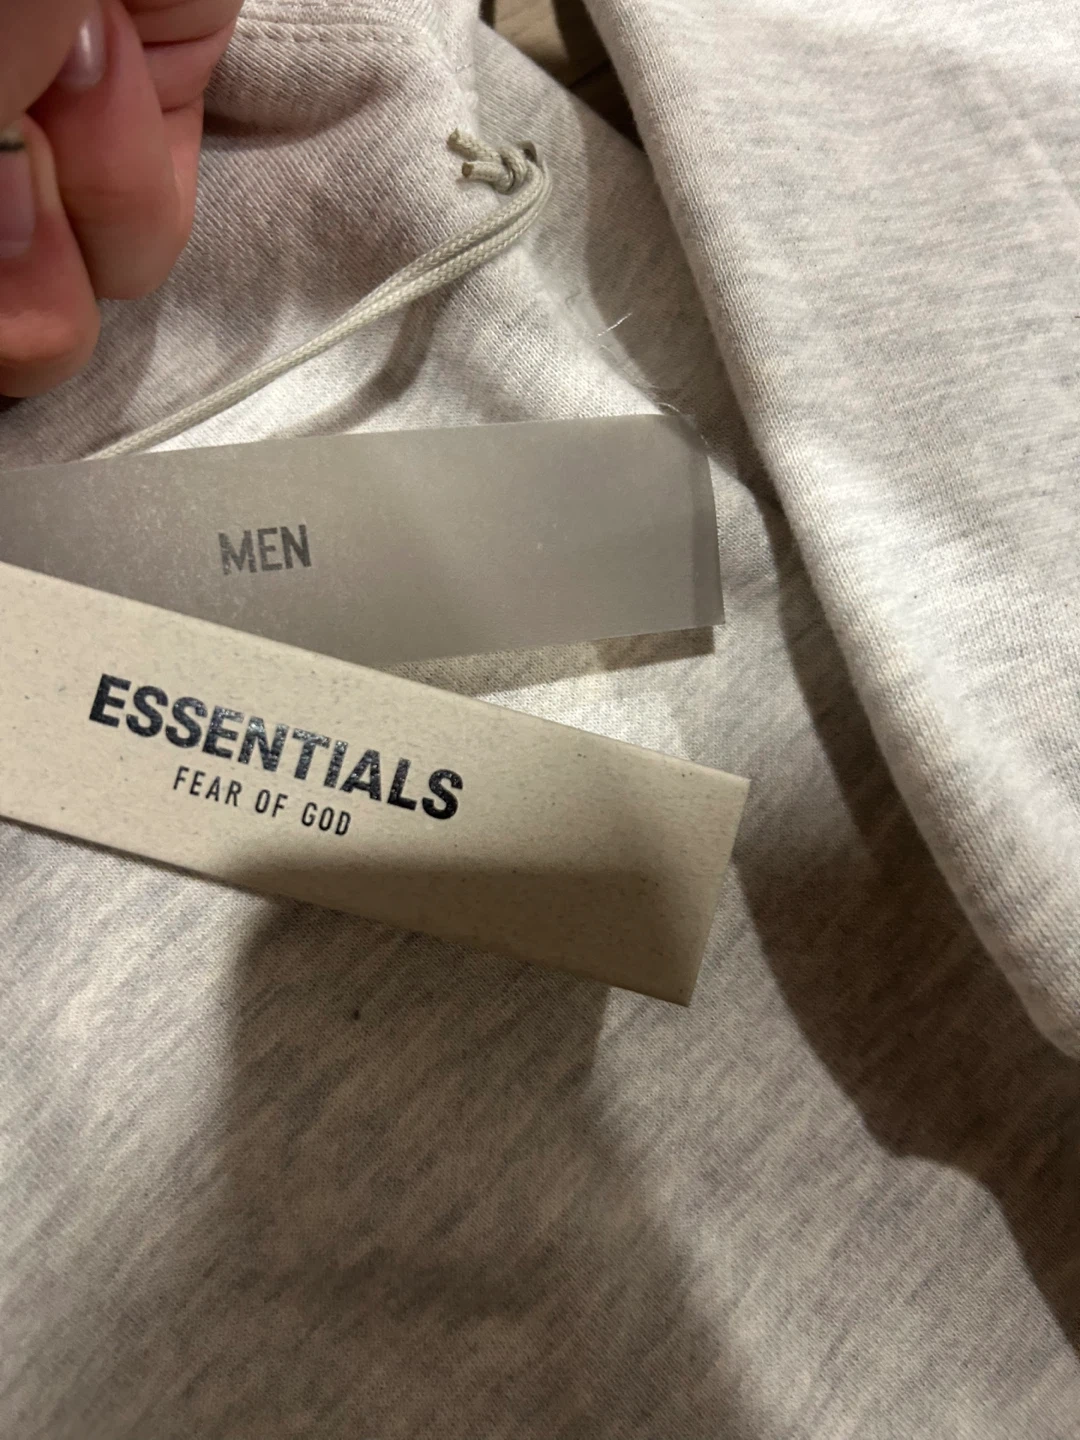 MEN
ESSENTIALS
FEAR OF GOD